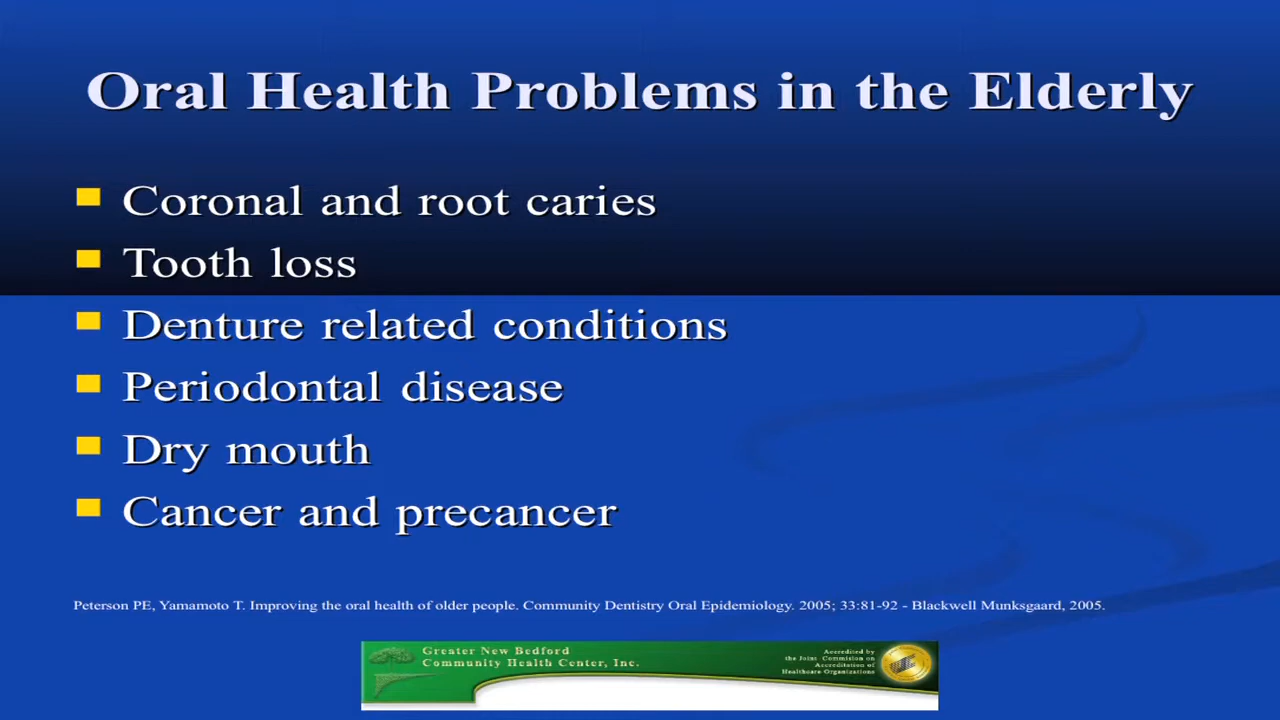 Oral Health Problems in the Elderly
Coronal and root caries
Tooth loss
Denture related conditions
Periodontal disease
Dry mouth
Cancer and precancer
Peterson PE, Yamamoto T. Improving the oral health of older people. Community Dentistry Oral Epidemiology. 2005; 33:81-92 - Blackwell Munksgaard, 2005.
Greater New Bedford
Community Health Center, Inc.
Accredited by
the Joint Commision on
Accreditation of
Healthcare Organizations